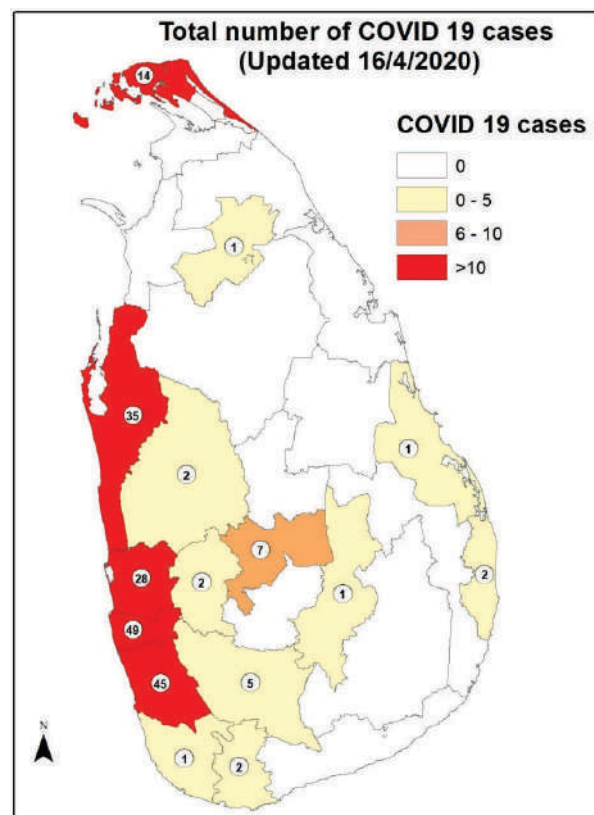 Total number of COVID 19 cases
(Updated 16/4/2020)
COVID 19 cases
0
0 - 5
6 - 10
>10
14
1
35
2
1
7
28
2
2
1
49
45
5
1
2
N